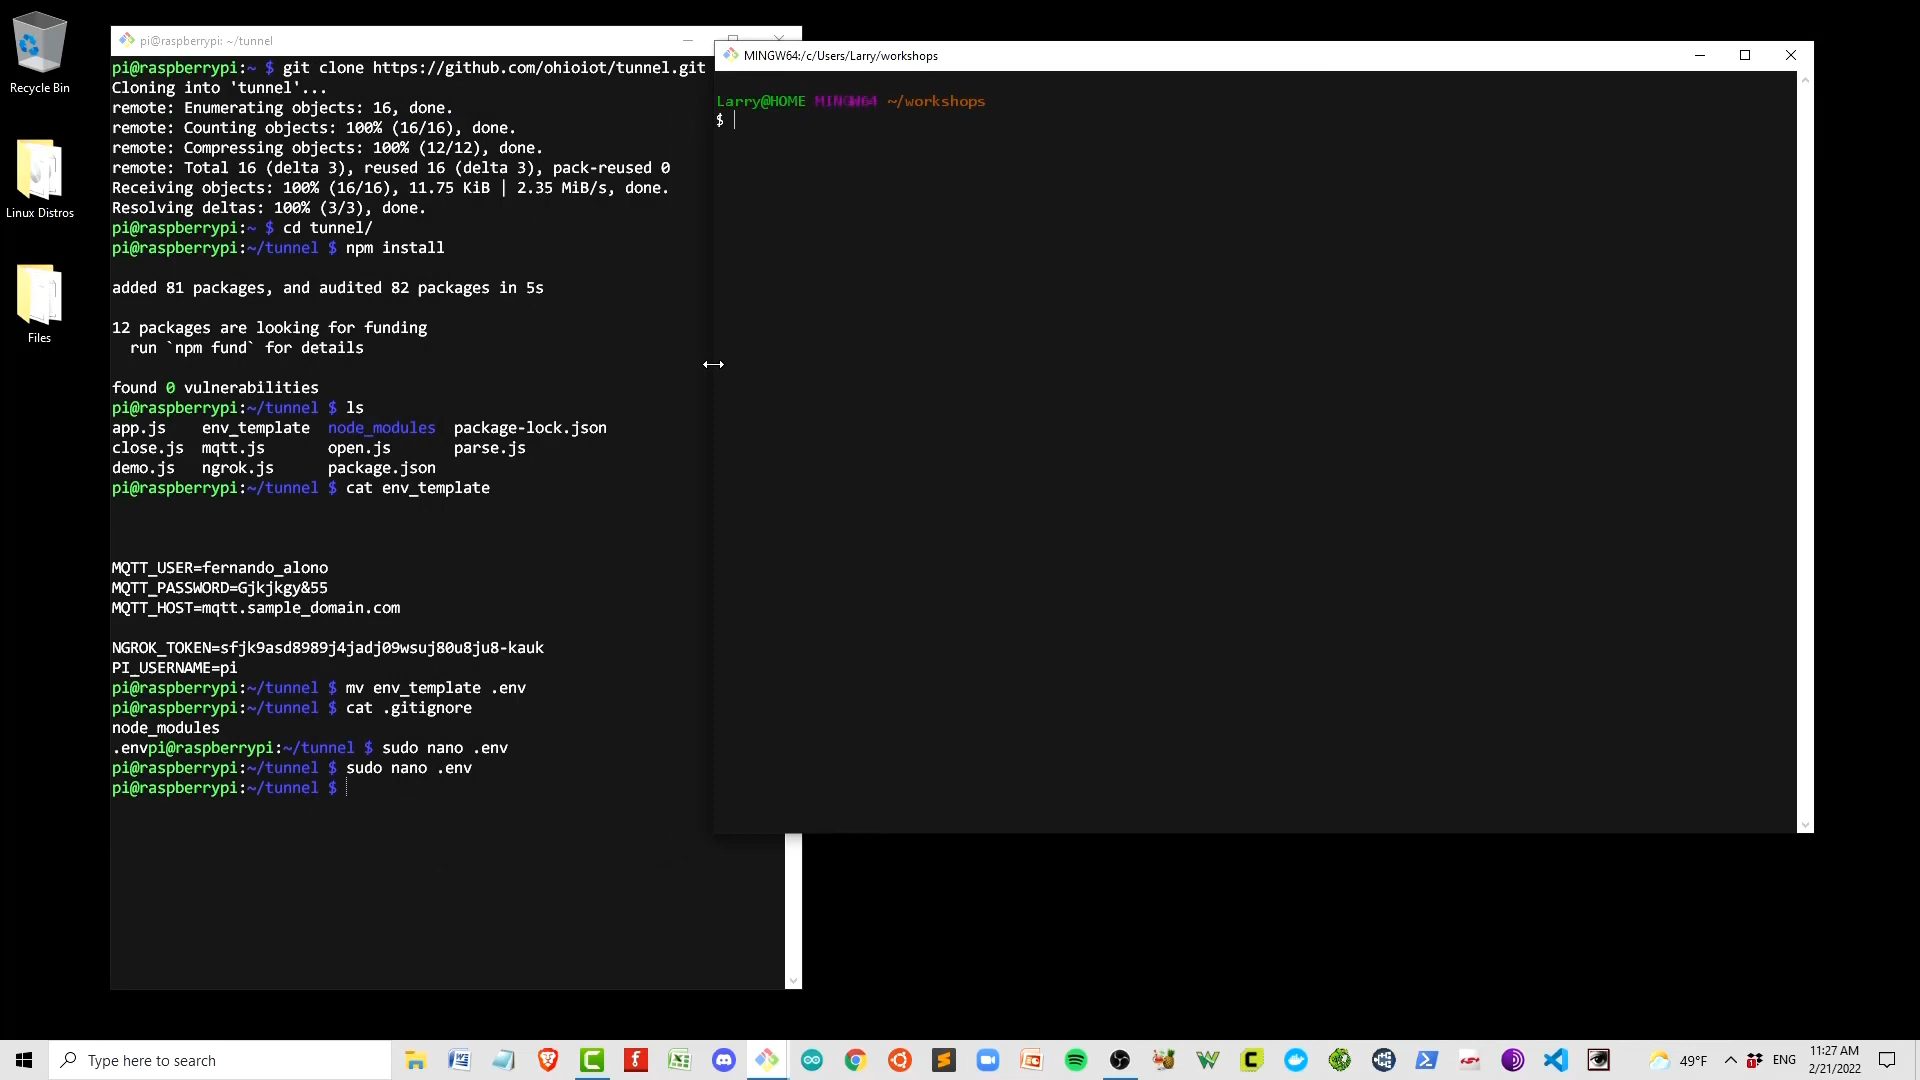 Recycle Bin
Linux Distros
Files
pi@raspberrypi: ~/tunnel
pi@raspberrypi:~ $ git clone https://github.com/ohioiot/tunnel.git
Cloning into 'tunnel'...
remote: Enumerating objects: 16, done.
remote: Counting objects: 100% (16/16), done.
remote: Compressing objects: 100% (12/12), done.
remote: Total 16 (delta 3), reused 16 (delta 3), pack-reused 0
Receiving objects: 100% (16/16), 11.75 KiB | 2.35 MiB/s, done.
Resolving deltas: 100% (3/3), done.
pi@raspberrypi:~ $ cd tunnel/
pi@raspberrypi:~/tunnel $ npm install
added 81 packages, and audited 82 packages in 5s
12 packages are looking for funding
run `npm fund` for details
found 0 vulnerabilities
pi@raspberrypi:~/tunnel $ ls
app.js env_template node_modules package-lock.json
close.js mqtt.js open.js parse.js
demo.js ngrok.js package.json
pi@raspberrypi:~/tunnel $ cat env_template
MQTT_USER=fernando_alono
MQTT_PASSWORD=Gjkjkgy&55
MQTT_HOST=mqtt.sample_domain.com
NGROK_TOKEN=sfjk9asd8989j4jadj09wsuj80u8ju8-kauk
PI_USERNAME=pi
pi@raspberrypi:~/tunnel $ mv env_template .env
pi@raspberrypi:~/tunnel $ cat .gitignore
node_modules
.envpi@raspberrypi:~/tunnel $ sudo nano .env
pi@raspberrypi:~/tunnel $ sudo nano .env
pi@raspberrypi:~/tunnel $
MINGW64:/c/Users/Larry/workshops
Larry@HOME MINGW64 ~/workshops
$
Type here to search
49°F
ENG
11:27 AM
2/21/2022